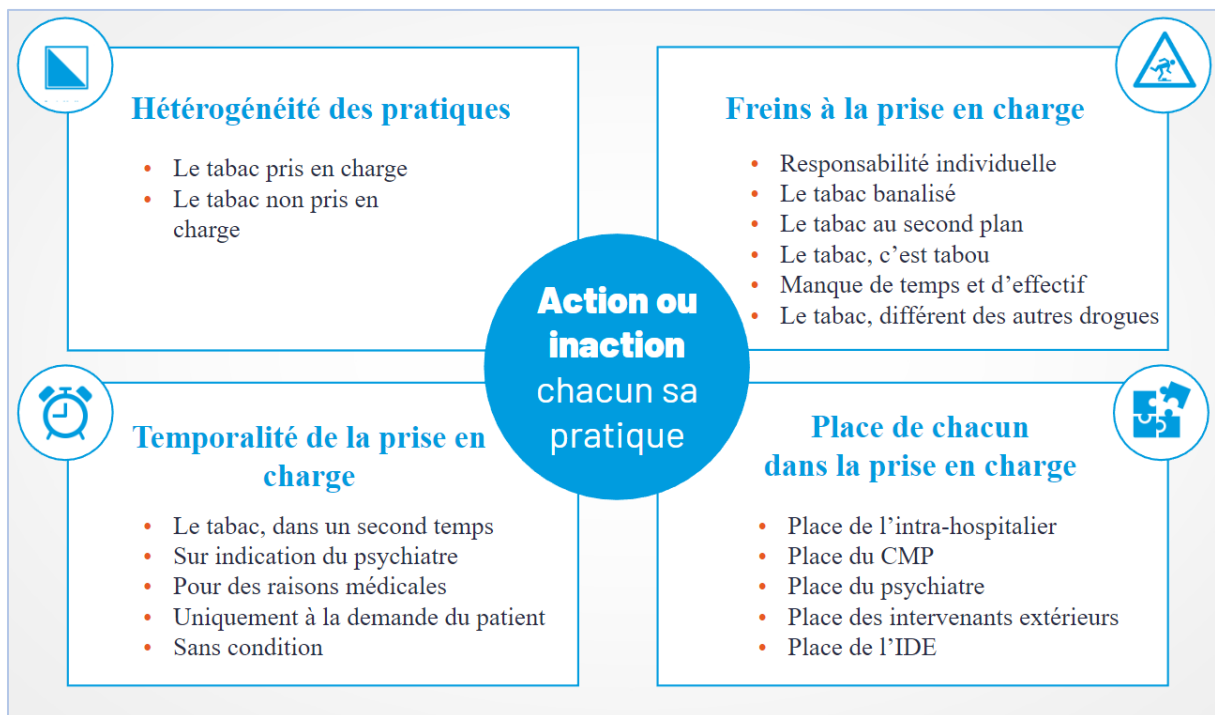 Hétérogénéité des pratiques
• Le tabac pris en charge
• Le tabac non pris en
charge
Freins à la prise en charge
• Responsabilité individuelle
• Le tabac banalisé
• Le tabac au second plan
• Le tabac, c’est tabou
• Manque de temps et d’effectif
• Le tabac, différent des autres drogues
Action ou
inaction
chacun sa
pratique
Temporalité de la prise en
charge
• Le tabac, dans un second temps
• Sur indication du psychiatre
• Pour des raisons médicales
• Uniquement à la demande du patient
• Sans condition
Place de chacun
dans la prise en charge
• Place de l’intra-hospitalier
• Place du CMP
• Place du psychiatre
• Place des intervenants extérieurs
• Place de l’IDE